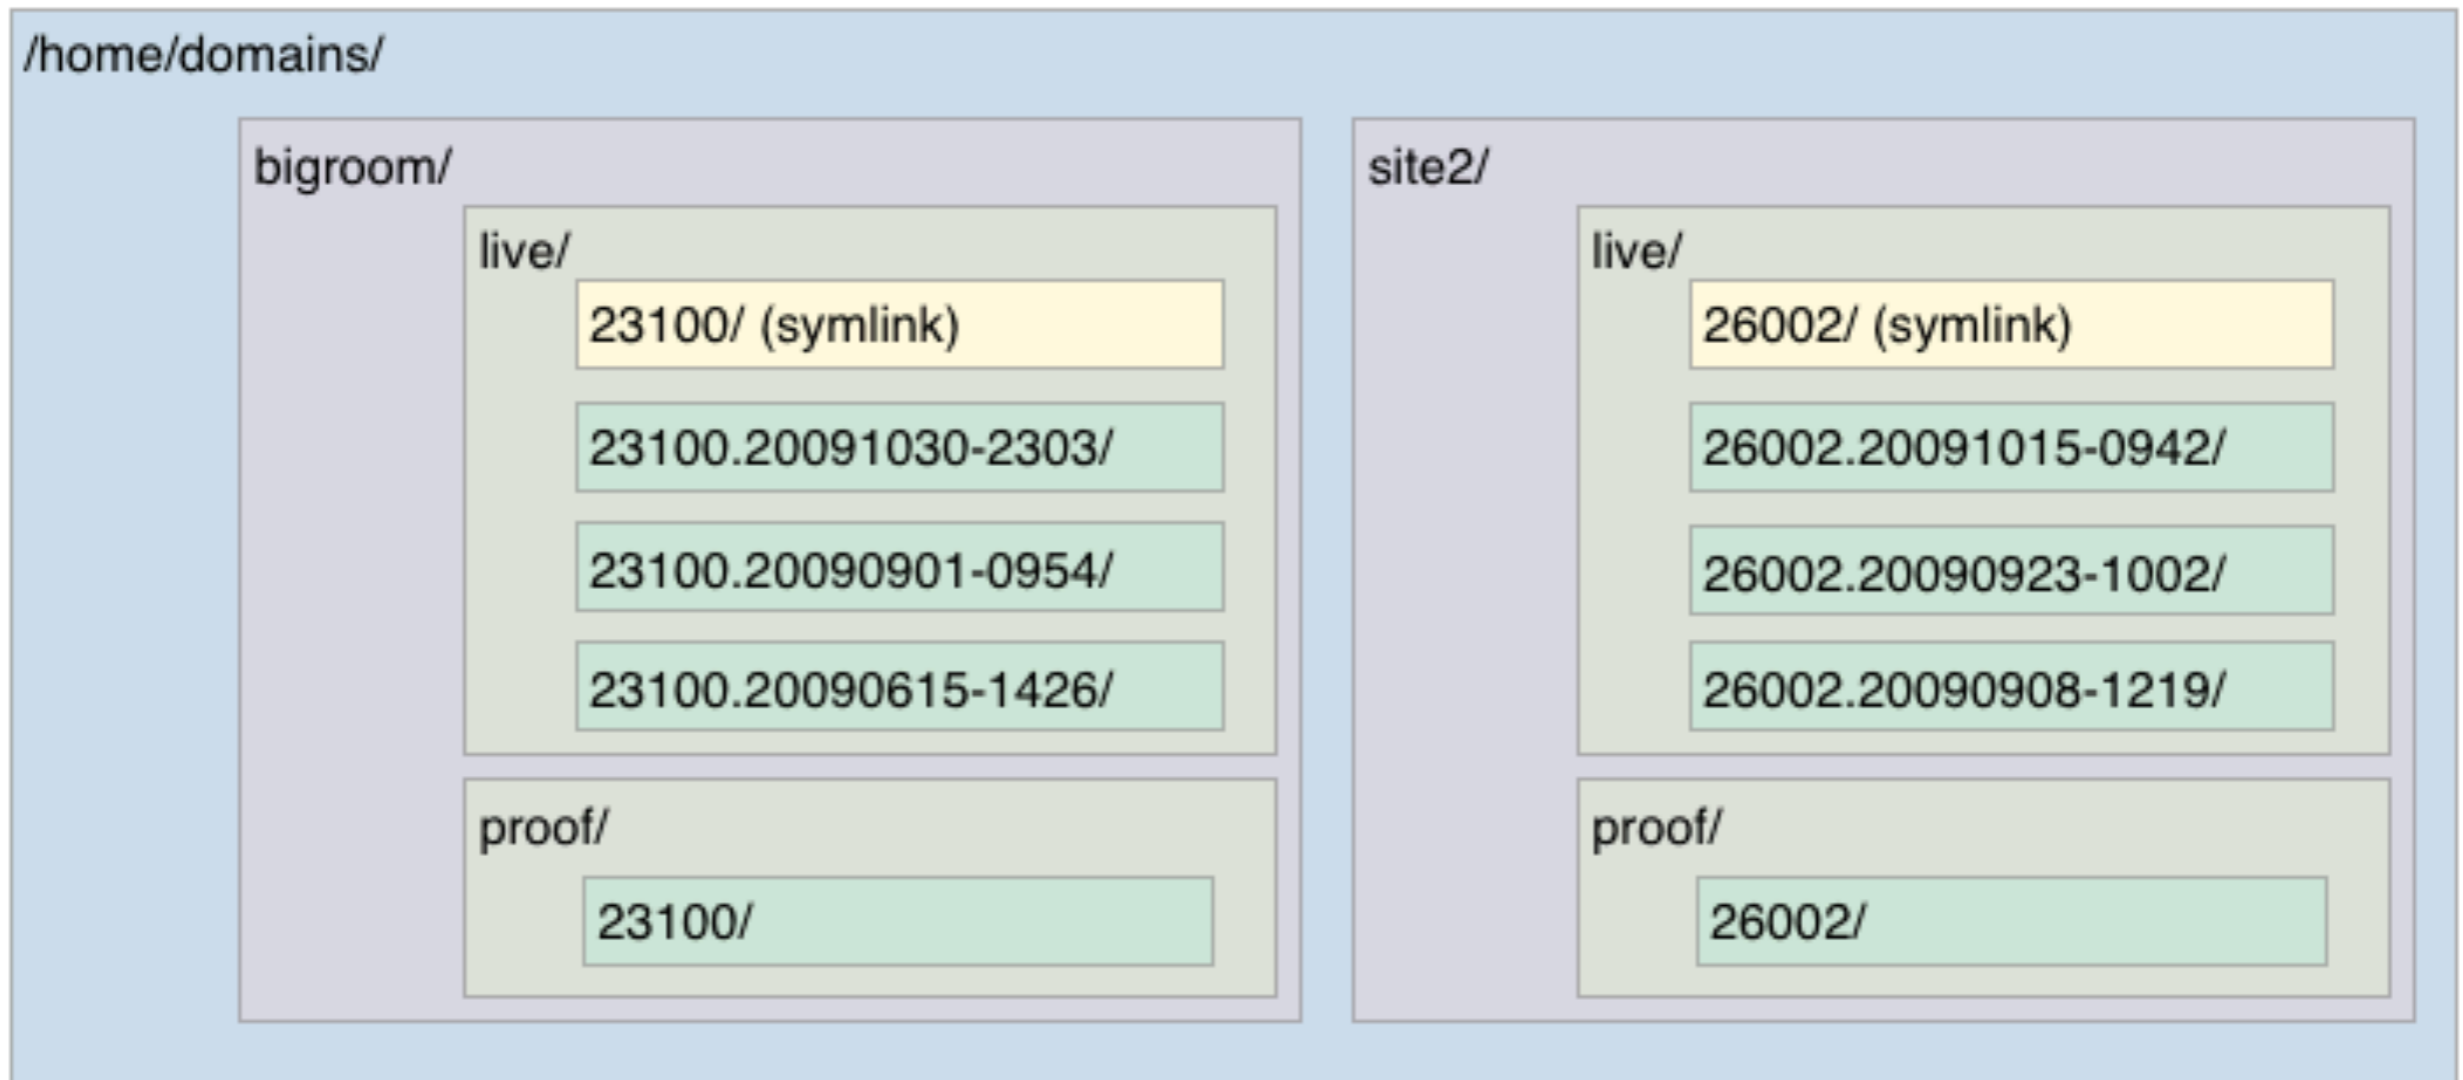 /home/domains/
bigroom/
live/
23100/ (symlink)
23100.20091030-2303/
23100.20090901-0954/
23100.20090615-1426/
proof/
23100/
site2/
live/
26002/ (symlink)
26002.20091015-0942/
26002.20090923-1002/
26002.20090908-1219/
proof/
26002/